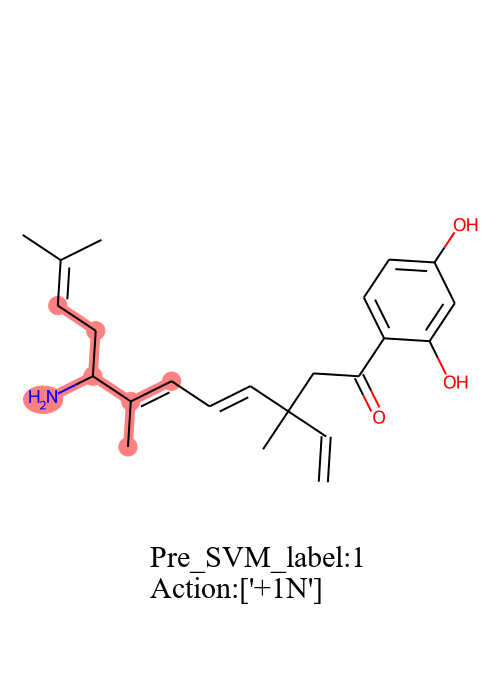 OH
H2N
OH
O
Pre_SVM_label:1
Action:['+1N']